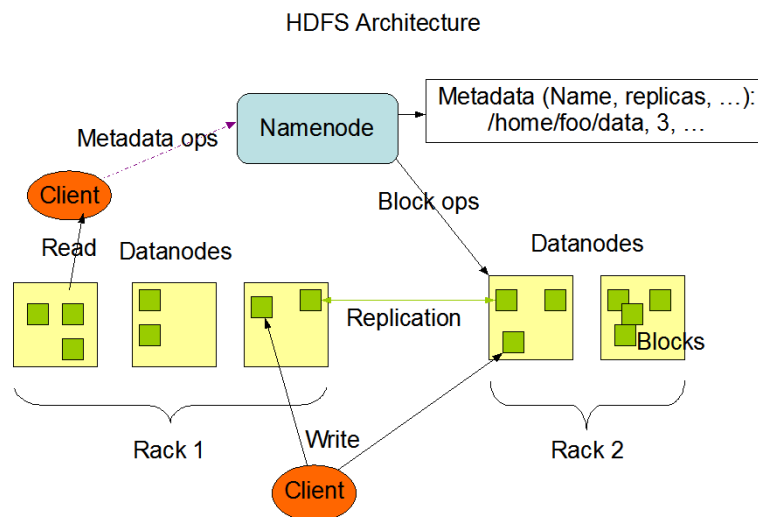 HDFS Architecture
Metadata (Name, replicas, …):
/home/foo/data, 3, …
Namenode
Metadata ops
Client
Block ops
Read
Datanodes
Datanodes
Replication
Blocks
Rack 1
Write
Rack 2
Client